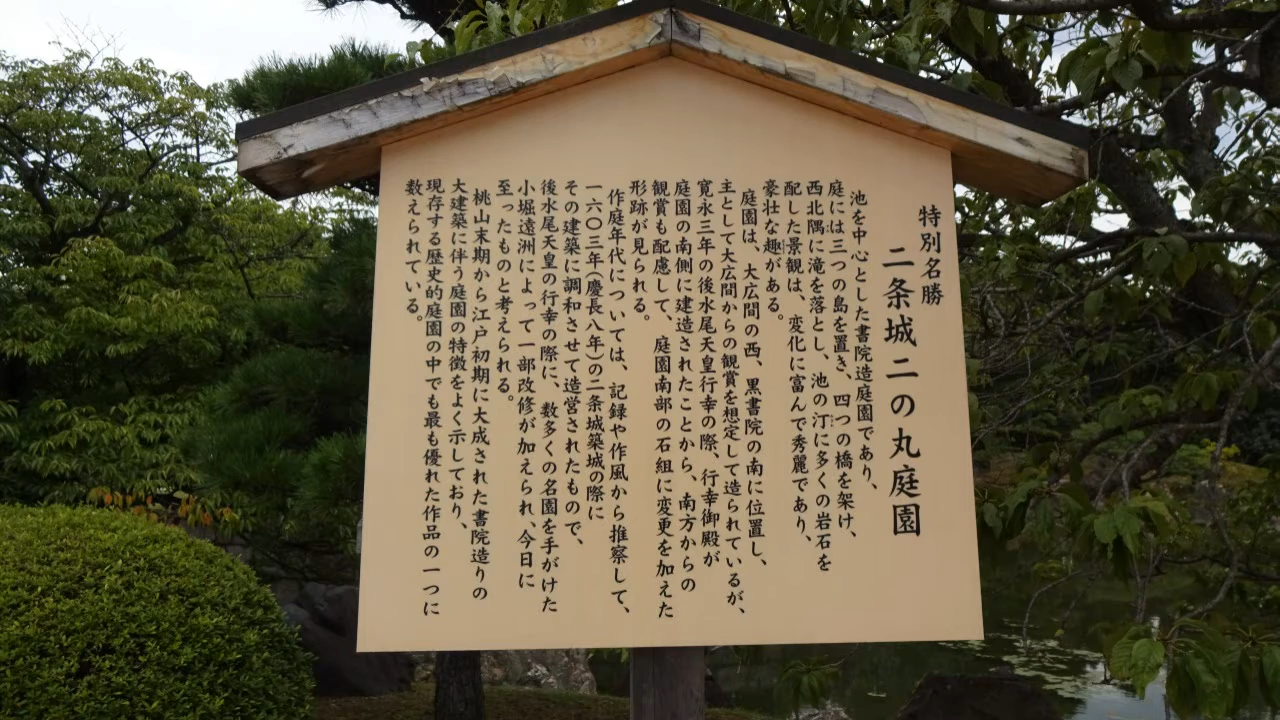 特別名勝
二条城二の丸庭園
池を中心とした書院造庭園であり、
庭には三つの島を置き、四つの橋を架け、
西北隅に滝を落とし、池の汀に多くの岩石を
配した景観は、変化に富んで秀麗であり、
豪壮な趣がある。
庭園は、大広間の西、黒書院の南に位置し、
主として大広間からの観賞を想定して造られているが、
寛永三年の後水尾天皇行幸の際、行幸御殿が
庭園の南側に建造されたことから、南方からの
観賞も配慮して、庭園南部の石組に変更を加えた
形跡が見られる。
作庭年代については、記録や作風から推察して、
一六〇三年(慶長八年)の二条城築城の際に
その建築に調和させて造営されたもので、
後水尾天皇の行幸の際に、数多くの名園を手がけた
小堀遠洲によって一部改修が加えられ、今日に
至ったものと考えられる。
桃山末期から江戸初期に大成された書院造りの
大建築に伴う庭園の特徴をよく示しており、
現存する歴史的庭園の中でも最も優れた作品の一つに
数えられている。